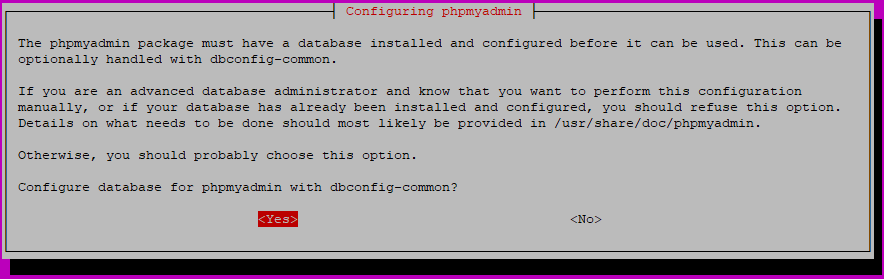 Configuring phpmyadmin
The phpmyadmin package must have a database installed and configured before it can be used. This can be
optionally handled with dbconfig-common.
If you are an advanced database administrator and know that you want to perform this configuration
manually, or if your database has already been installed and configured, you should refuse this option.
Details on what needs to be done should most likely be provided in /usr/share/doc/phpmyadmin.
Otherwise, you should probably choose this option.
Configure database for phpmyadmin with dbconfig-common?
<Yes> <No>